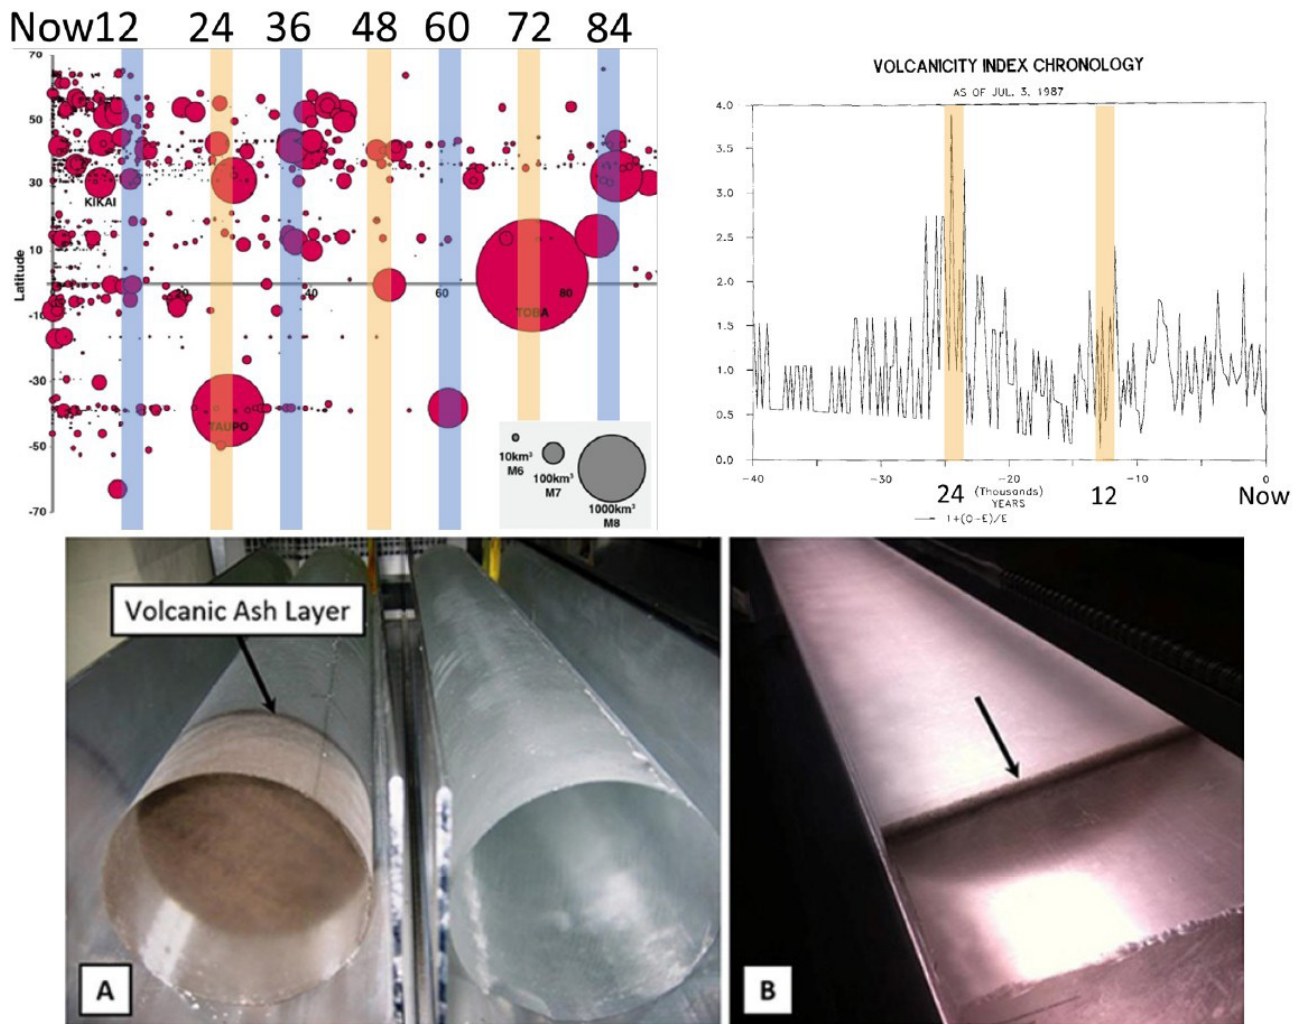 Now12 24 36 48 60 72 84
70
50
30
10
-10
-30
-50
-70
Latitude
KIKAI
20 40 60 80
TOBA
TAUPO
10km³
M6
100km³
M7
1000km³
M8
VOLCANICITY INDEX CHRONOLOGY
AS OF JUL. 3, 1987
4.0
3.5
3.0
2.5
2.0
1.5
1.0
0.5
0.0
-40 -30 -20 -10 0
24 (Thousands) 12 Now
YEARS
1+(O-E)/E
Volcanic Ash Layer
A
B